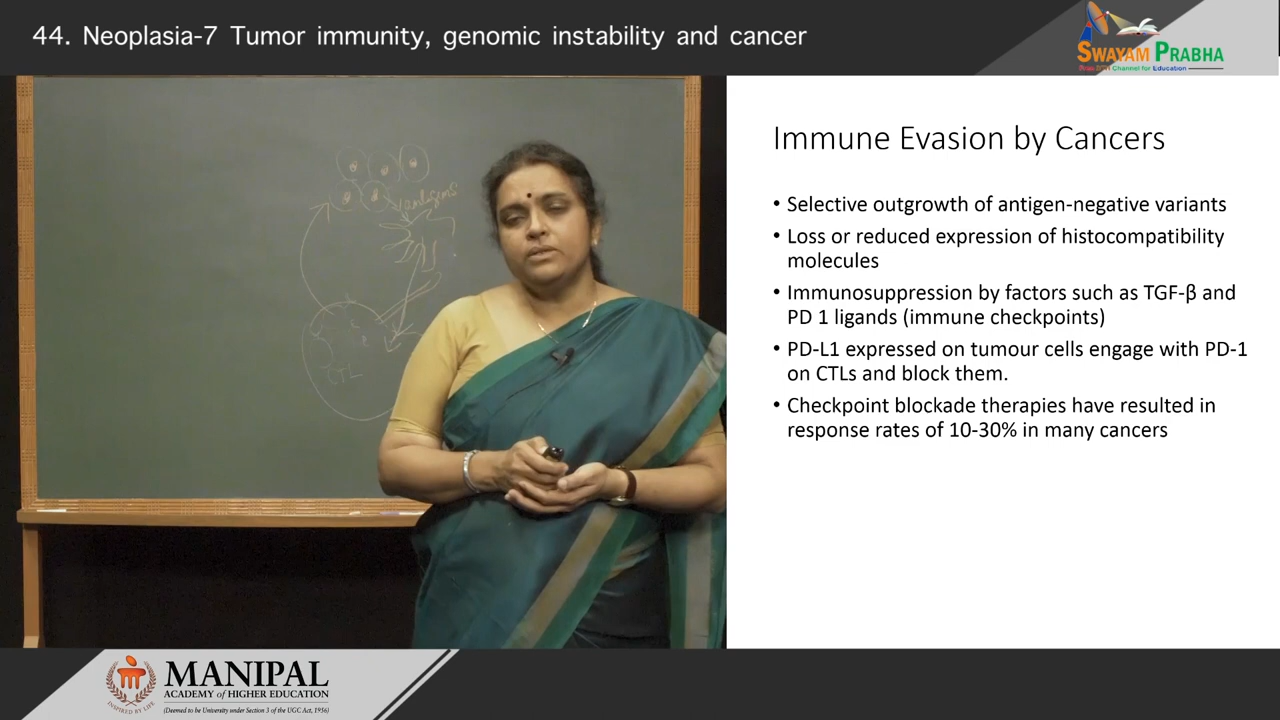 44. Neoplasia-7 Tumor immunity, genomic instability and cancer
SWAYAM PRABHA
antigens
CTL
Immune Evasion by Cancers
• Selective outgrowth of antigen-negative variants
• Loss or reduced expression of histocompatibility
molecules
• Immunosuppression by factors such as TGF-β and
PD 1 ligands (immune checkpoints)
• PD-L1 expressed on tumour cells engage with PD-1
on CTLs and block them.
• Checkpoint blockade therapies have resulted in
response rates of 10-30% in many cancers
INSPIRED BY LIFE
MANIPAL
ACADEMY of HIGHER EDUCATION
(Deemed to be University under Section 3 of the UGC Act, 1956)